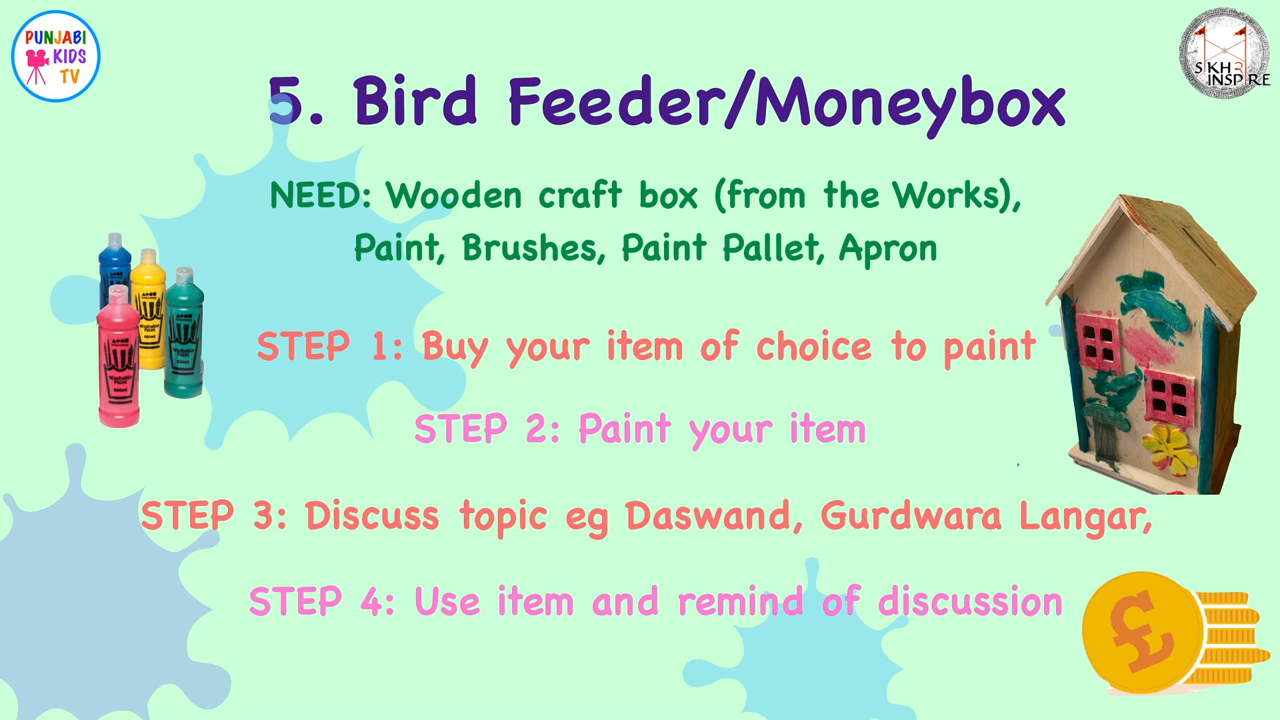 PUNJABI
KIDS
TV
SIKH
INSPIRE
5. Bird Feeder/Moneybox
NEED: Wooden craft box (from the Works),
Paint, Brushes, Paint Pallet, Apron
STEP 1: Buy your item of choice to paint
STEP 2: Paint your item
STEP 3: Discuss topic eg Daswand, Gurdwara Langar,
STEP 4: Use item and remind of discussion
£